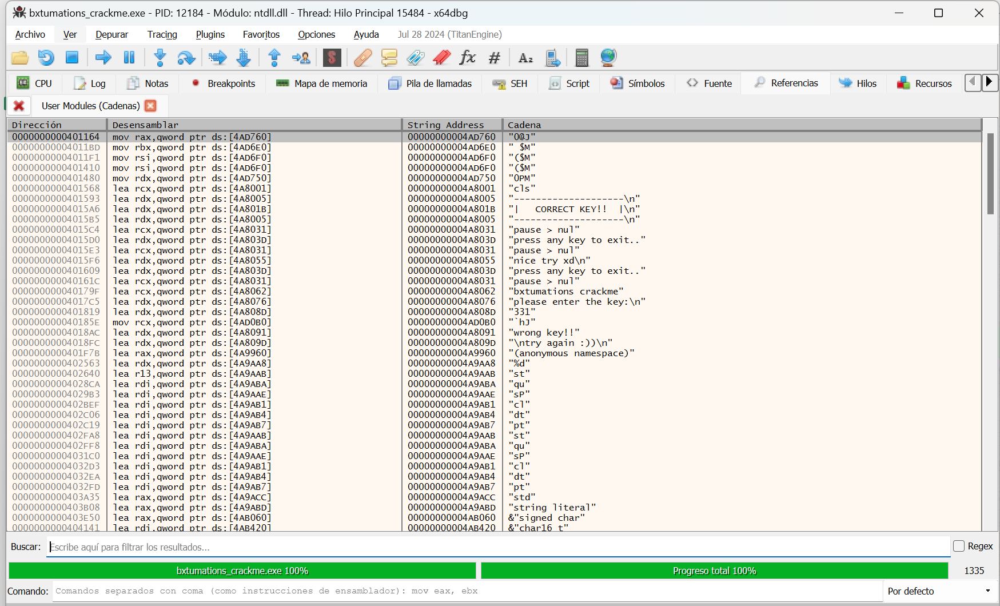 bxtumations_crackme.exe - PID: 12184 - Módulo: ntdll.dll - Thread: Hilo Principal 15484 - x64dbg
Archivo Ver Depurar Tracing Plugins Favoritos Opciones Ayuda Jul 28 2024 (TitanEngine)
CPU Log Notas Breakpoints Mapa de memoria Pila de llamadas SEH Script Símbolos Fuente Referencias Hilos Recursos
User Modules (Cadenas)
Dirección Desensamblar String Address Cadena
0000000000401164 mov rax,qword ptr ds:[4AD760] 00000000004AD760 "0@J"
00000000004011BD mov rbx,qword ptr ds:[4AD6E0] 00000000004AD6E0 " $M"
00000000004011F1 mov rsi,qword ptr ds:[4AD6F0] 00000000004AD6F0 "($M"
0000000000401410 mov rsi,qword ptr ds:[4AD6F0] 00000000004AD6F0 "($M"
0000000000401480 mov rdx,qword ptr ds:[4AD750] 00000000004AD750 "0PM"
0000000000401568 lea rcx,qword ptr ds:[4A8001] 00000000004A8001 "cls"
0000000000401593 lea rdx,qword ptr ds:[4A8005] 00000000004A8005 "--------------------\n"
00000000004015A6 lea rdx,qword ptr ds:[4A801B] 00000000004A801B "|   CORRECT KEY!!  |\n"
00000000004015B5 lea rdx,qword ptr ds:[4A8005] 00000000004A8005 "--------------------\n"
00000000004015C4 lea rcx,qword ptr ds:[4A8031] 00000000004A8031 "pause > nul"
00000000004015D0 lea rdx,qword ptr ds:[4A803D] 00000000004A803D "press any key to exit.."
00000000004015E3 lea rcx,qword ptr ds:[4A8031] 00000000004A8031 "pause > nul"
00000000004015F6 lea rdx,qword ptr ds:[4A8055] 00000000004A8055 "nice try xd\n"
0000000000401609 lea rdx,qword ptr ds:[4A803D] 00000000004A803D "press any key to exit.."
000000000040161C lea rcx,qword ptr ds:[4A8031] 00000000004A8031 "pause > nul"
000000000040179F lea rcx,qword ptr ds:[4A8062] 00000000004A8062 "bxtumations crackme"
00000000004017C5 lea rdx,qword ptr ds:[4A8076] 00000000004A8076 "please enter the key:\n"
0000000000401819 lea rdx,qword ptr ds:[4A808D] 00000000004A808D "331"
000000000040185E mov rcx,qword ptr ds:[4AD0B0] 00000000004AD0B0 "`hJ"
00000000004018AC lea rdx,qword ptr ds:[4A8091] 00000000004A8091 "wrong key!!"
00000000004018FC lea rdx,qword ptr ds:[4A809D] 00000000004A809D "\ntry again :))\n"
0000000000401F7B lea rax,qword ptr ds:[4A9960] 00000000004A9960 "(anonymous namespace)"
0000000000402563 lea rdx,qword ptr ds:[4A9AA8] 00000000004A9AA8 "%d"
0000000000402640 lea r13,qword ptr ds:[4A9AAB] 00000000004A9AAB "st"
00000000004028CA lea rdi,qword ptr ds:[4A9ABA] 00000000004A9ABA "qu"
00000000004029B3 lea rdi,qword ptr ds:[4A9AAE] 00000000004A9AAE "sP"
0000000000402BEF lea rdi,qword ptr ds:[4A9AB1] 00000000004A9AB1 "cl"
0000000000402C06 lea rdi,qword ptr ds:[4A9AB4] 00000000004A9AB4 "dt"
0000000000402C19 lea rdi,qword ptr ds:[4A9AB7] 00000000004A9AB7 "pt"
0000000000402FA8 lea rdi,qword ptr ds:[4A9AAB] 00000000004A9AAB "st"
0000000000402FF8 lea rdi,qword ptr ds:[4A9ABA] 00000000004A9ABA "qu"
00000000004031C0 lea rdi,qword ptr ds:[4A9AAE] 00000000004A9AAE "sP"
00000000004032D3 lea rdi,qword ptr ds:[4A9AB1] 00000000004A9AB1 "cl"
00000000004032EA lea rdi,qword ptr ds:[4A9AB4] 00000000004A9AB4 "dt"
00000000004032FD lea rdi,qword ptr ds:[4A9AB7] 00000000004A9AB7 "pt"
0000000000403A35 lea rax,qword ptr ds:[4A9ACC] 00000000004A9ACC "std"
0000000000403B08 lea rax,qword ptr ds:[4A9ABD] 00000000004A9ABD "string literal"
0000000000403E50 lea rax,qword ptr ds:[4AB060] 00000000004AB060 &"signed char"
0000000000404141 lea rdi,qword ptr ds:[4AB420] 00000000004AB420 &"char16_t"
Buscar: Escribe aquí para filtrar los resultados... Regex
bxtumations_crackme.exe 100% Progreso total 100% 1335
Comando: Comandos separados con coma (como instrucciones de ensamblador): mov eax, ebx Por defecto